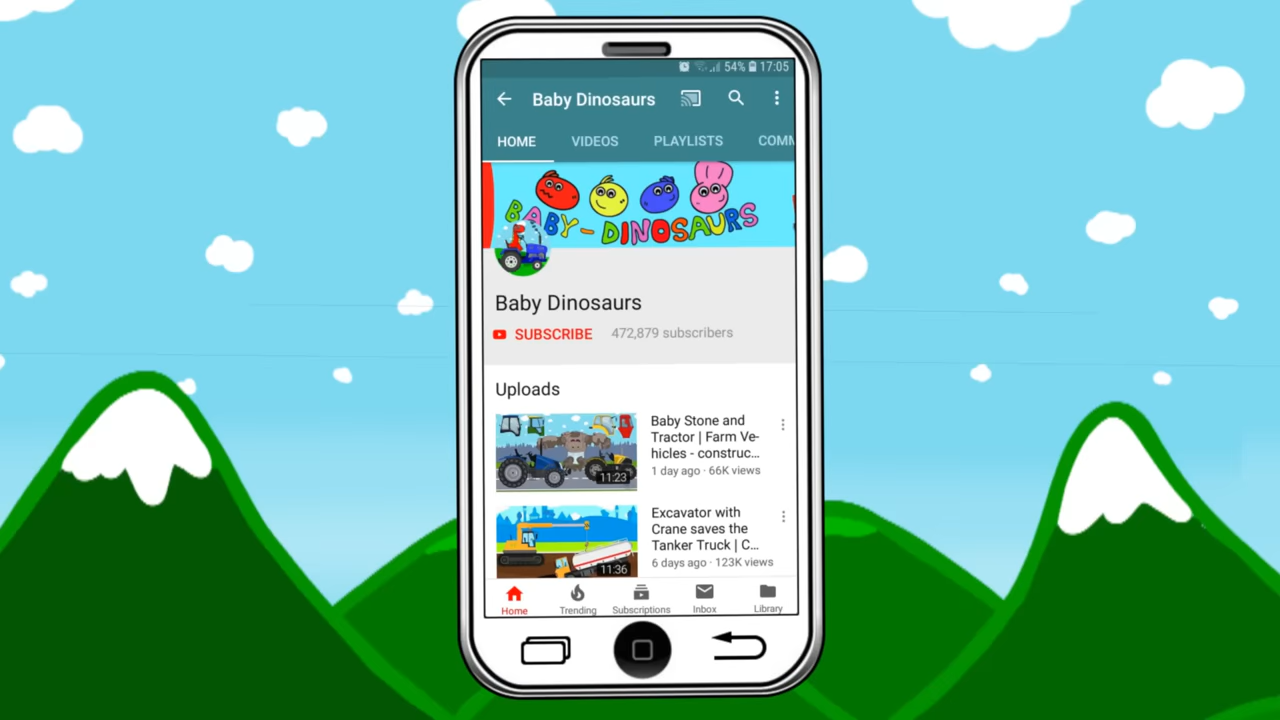 54% 17:05
Baby Dinosaurs
HOME VIDEOS PLAYLISTS COMM
BABY-DINOSAURS
Baby Dinosaurs
SUBSCRIBE 472,879 subscribers
Uploads
Baby Stone and
Tractor | Farm Ve-
hicles - construc...
1 day ago · 66K views
11:23
Excavator with
Crane saves the
Tanker Truck | C...
6 days ago · 123K views
11:36
Home Trending Subscriptions Inbox Library